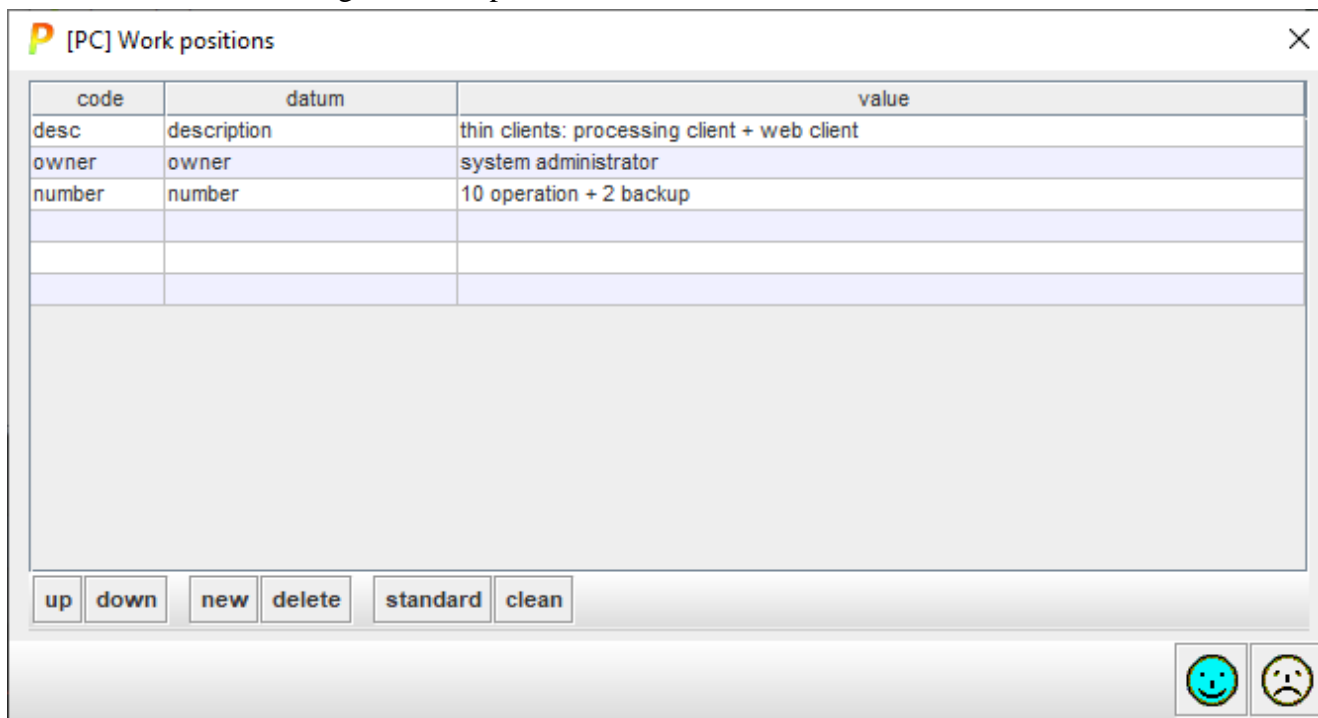 P [PC] Work positions
code datum value
desc description thin clients: processing client + web client
owner owner system administrator
number number 10 operation + 2 backup
up down new delete standard clean